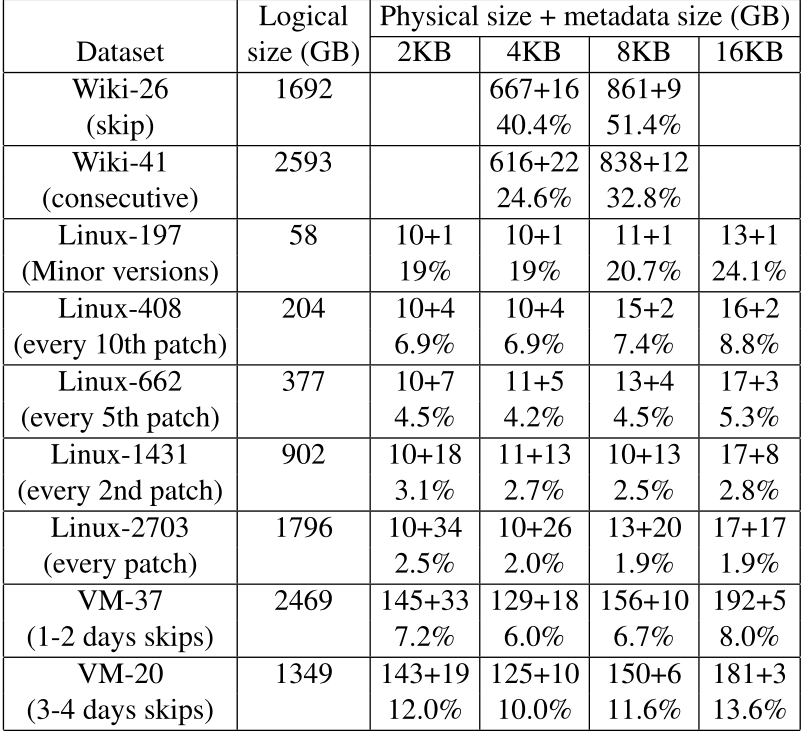 Logical Physical size + metadata size (GB)
Dataset size (GB) 2KB 4KB 8KB 16KB
Wiki-26 1692 667+16 861+9
(skip) 40.4% 51.4%
Wiki-41 2593 616+22 838+12
(consecutive) 24.6% 32.8%
Linux-197 58 10+1 10+1 11+1 13+1
(Minor versions) 19% 19% 20.7% 24.1%
Linux-408 204 10+4 10+4 15+2 16+2
(every 10th patch) 6.9% 6.9% 7.4% 8.8%
Linux-662 377 10+7 11+5 13+4 17+3
(every 5th patch) 4.5% 4.2% 4.5% 5.3%
Linux-1431 902 10+18 11+13 10+13 17+8
(every 2nd patch) 3.1% 2.7% 2.5% 2.8%
Linux-2703 1796 10+34 10+26 13+20 17+17
(every patch) 2.5% 2.0% 1.9% 1.9%
VM-37 2469 145+33 129+18 156+10 192+5
(1-2 days skips) 7.2% 6.0% 6.7% 8.0%
VM-20 1349 143+19 125+10 150+6 181+3
(3-4 days skips) 12.0% 10.0% 11.6% 13.6%